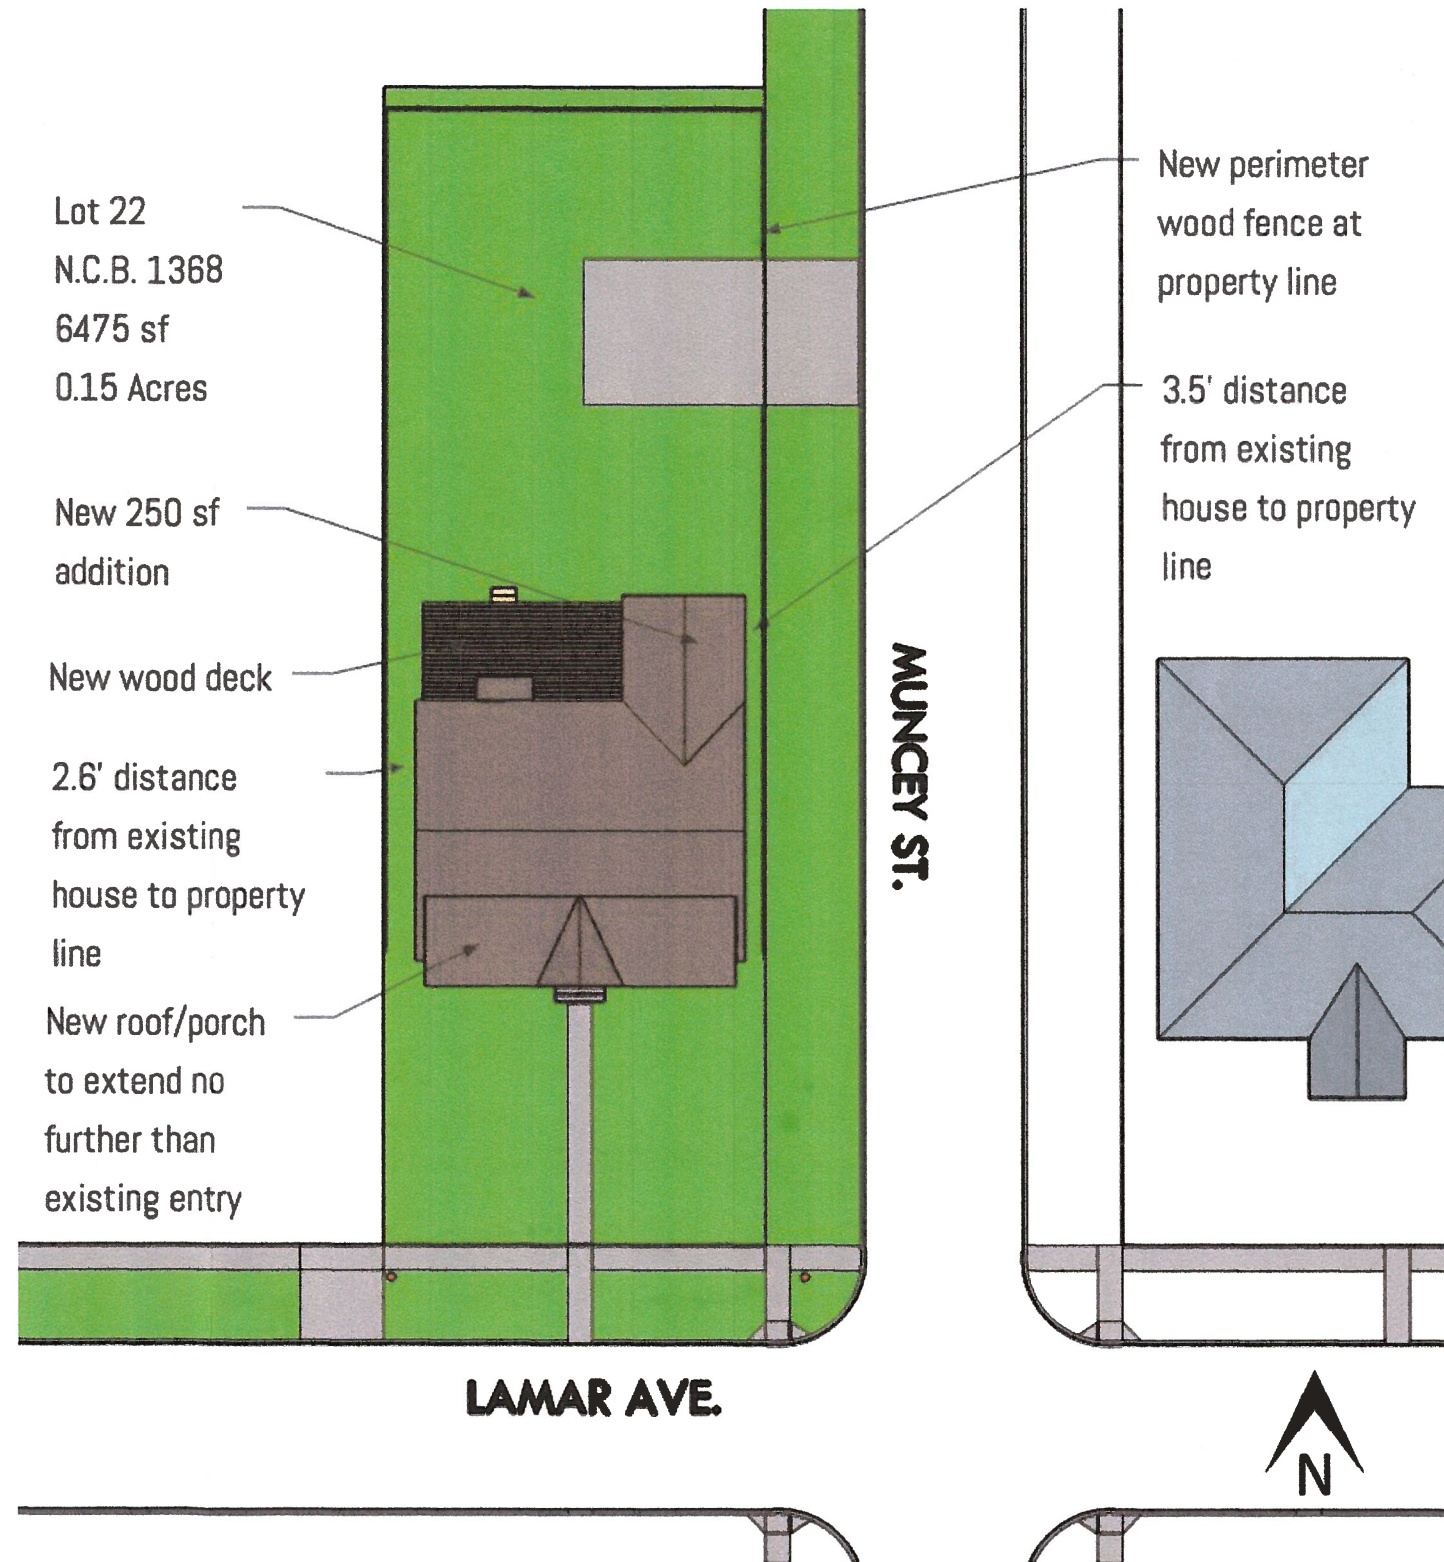 Lot 22
N.C.B. 1368
6475 sf
0.15 Acres
New 250 sf
addition
New wood deck
2.6' distance
from existing
house to property
line
New roof/porch
to extend no
further than
existing entry
New perimeter
wood fence at
property line
3.5' distance
from existing
house to property
line
MUNCEY ST.
LAMAR AVE.
N